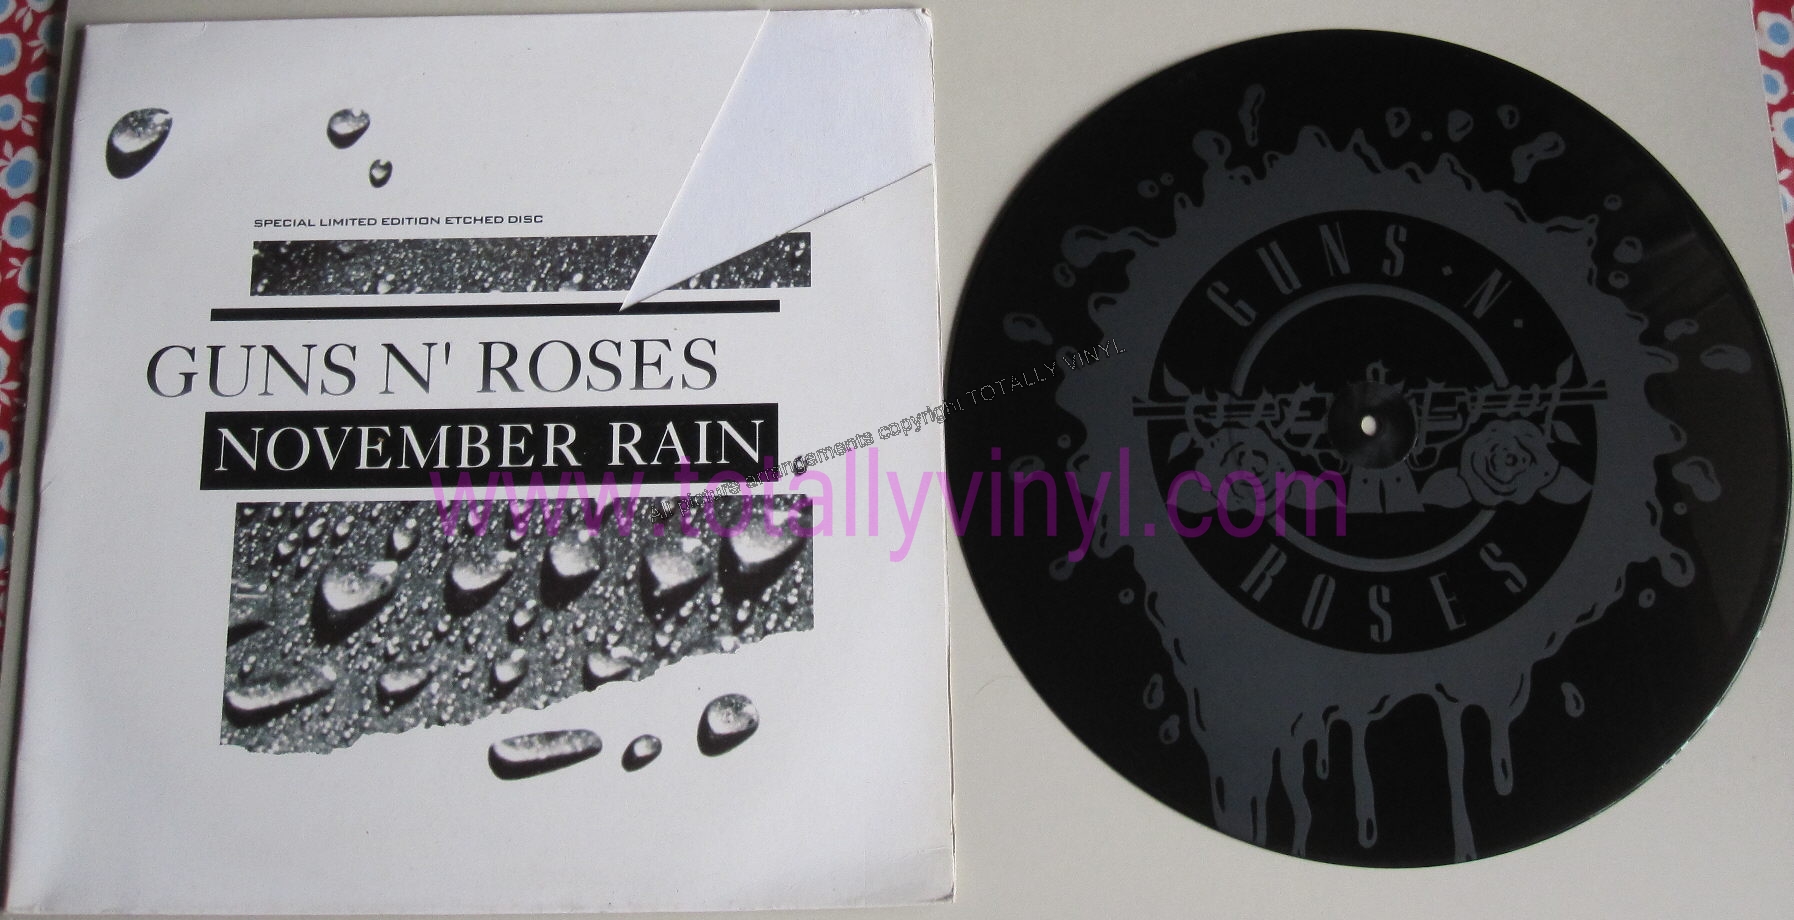 SPECIAL LIMITED EDITION ETCHED DISC
GUNS N' ROSES
NOVEMBER RAIN
GUNS · N ·
ROSES
All picture arrangements copyright TOTALLY VINYL
www.totallyvinyl.com